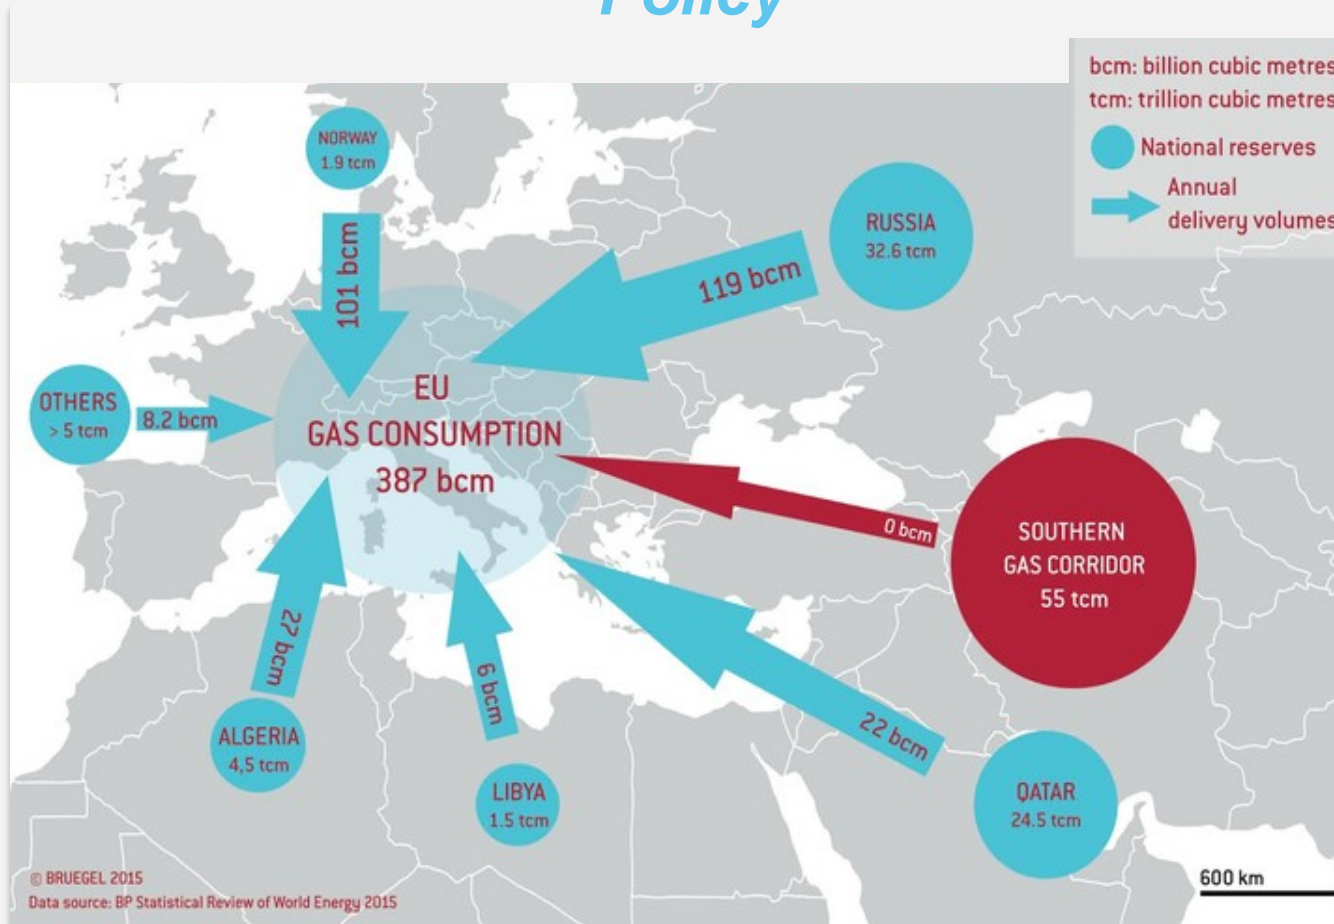 Policy
bcm: billion cubic metres
tcm: trillion cubic metres
National reserves
Annual
delivery volumes
NORWAY
1.9 tcm
101 bcm
RUSSIA
32.6 tcm
119 bcm
OTHERS
> 5 tcm
8.2 bcm
EU
GAS CONSUMPTION
387 bcm
0 bcm
SOUTHERN
GAS CORRIDOR
55 tcm
27 bcm
ALGERIA
4,5 tcm
6 bcm
LIBYA
1.5 tcm
22 bcm
QATAR
24.5 tcm
© BRUEGEL 2015
Data source: BP Statistical Review of World Energy 2015
600 km